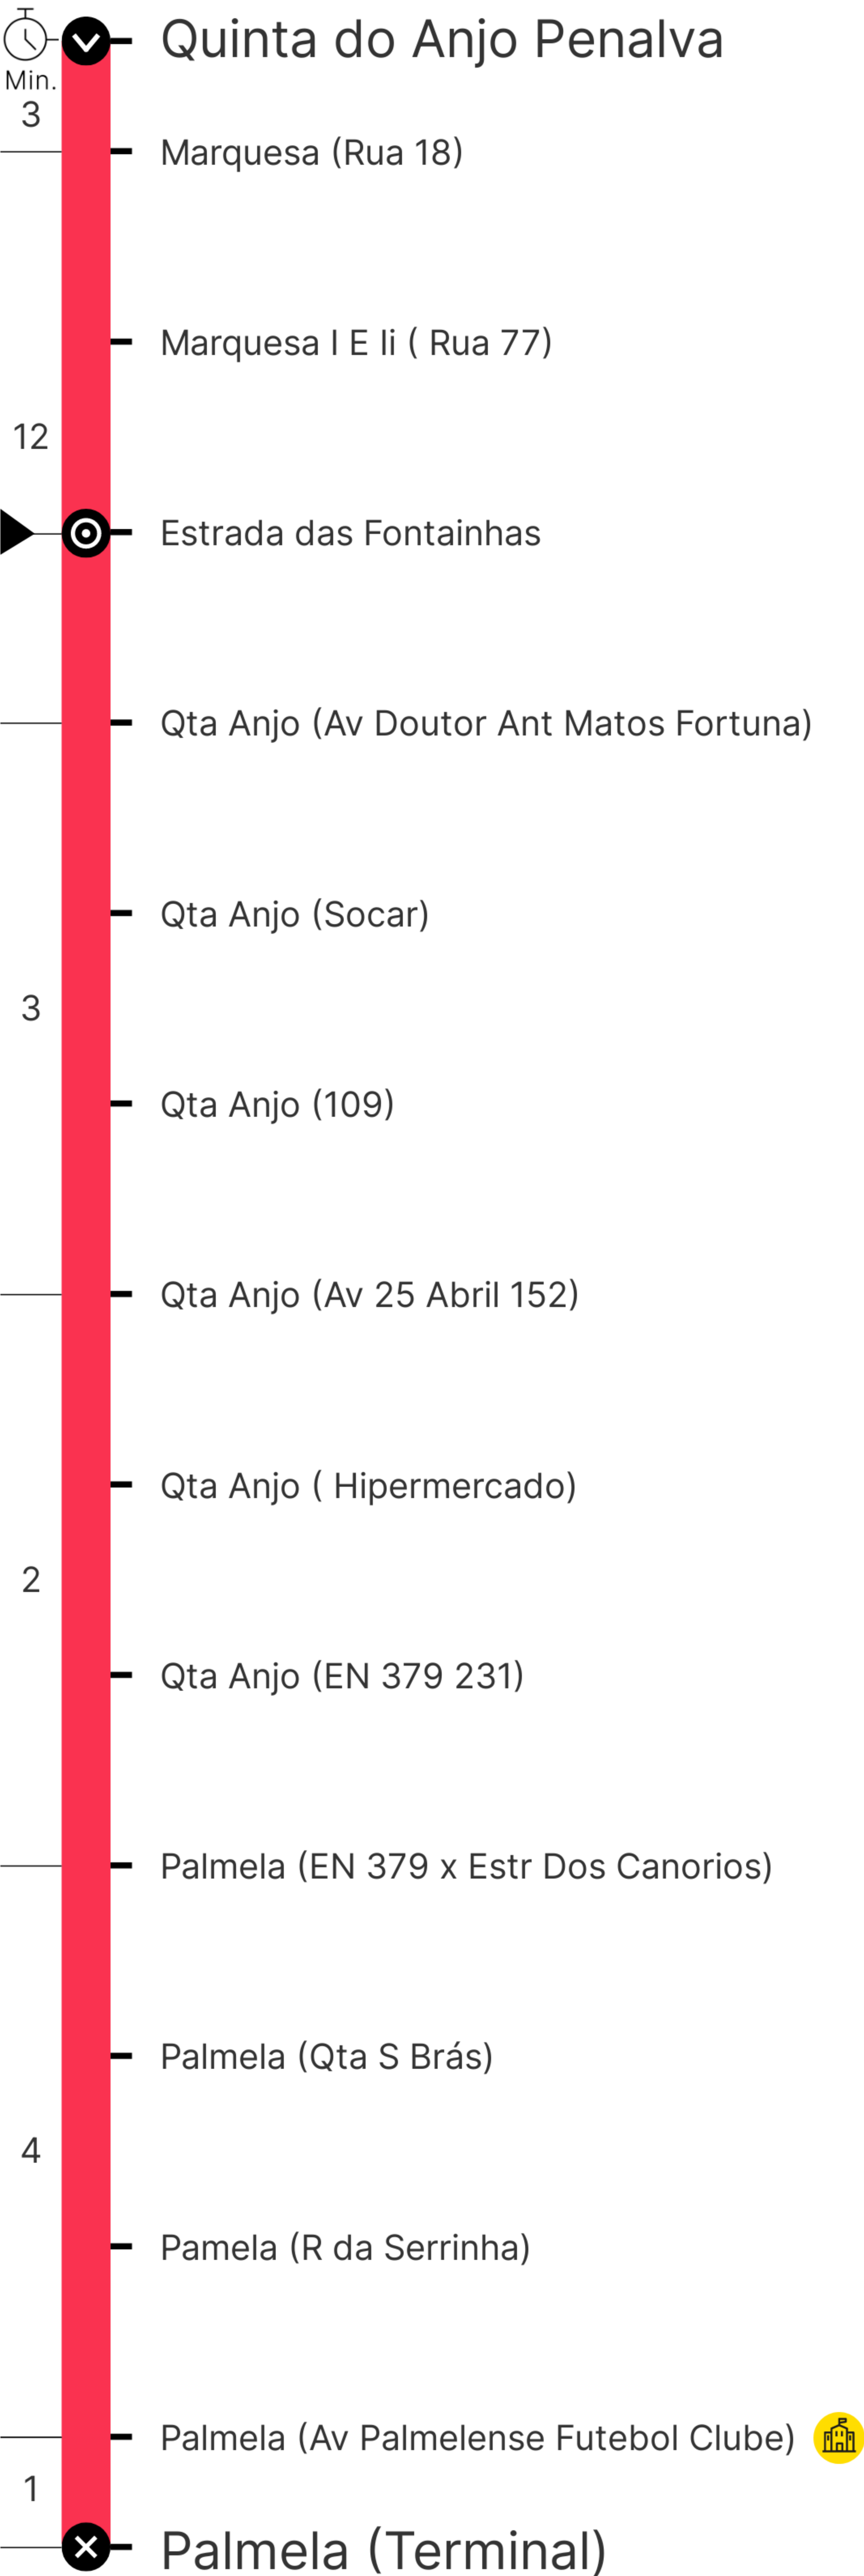 Quinta do Anjo Penalva
Min.
3
Marquesa (Rua 18)
Marquesa I E Ii ( Rua 77)
12
Estrada das Fontainhas
Qta Anjo (Av Doutor Ant Matos Fortuna)
Qta Anjo (Socar)
3
Qta Anjo (109)
Qta Anjo (Av 25 Abril 152)
Qta Anjo ( Hipermercado)
2
Qta Anjo (EN 379 231)
Palmela (EN 379 x Estr Dos Canorios)
Palmela (Qta S Brás)
4
Pamela (R da Serrinha)
Palmela (Av Palmelense Futebol Clube)
1
Palmela (Terminal)